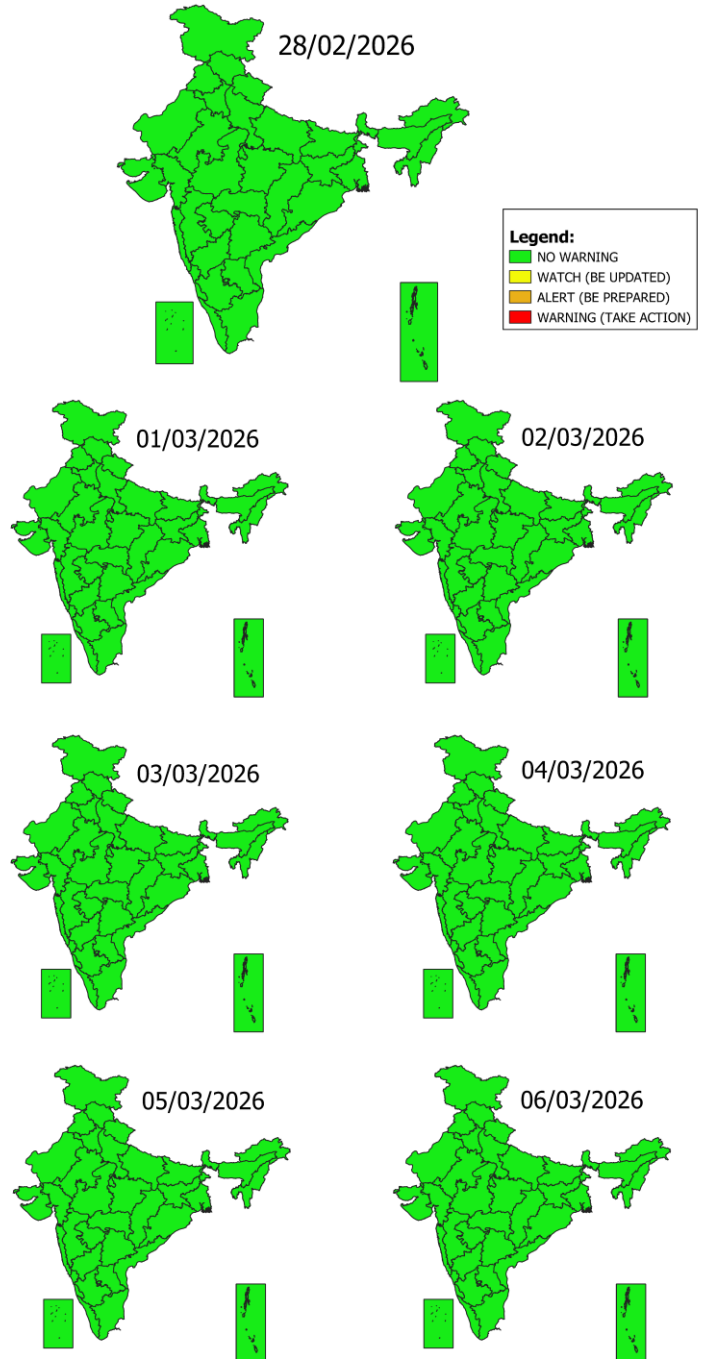 28/02/2026
Legend:
NO WARNING
WATCH (BE UPDATED)
ALERT (BE PREPARED)
WARNING (TAKE ACTION)
01/03/2026
02/03/2026
03/03/2026
04/03/2026
05/03/2026
06/03/2026